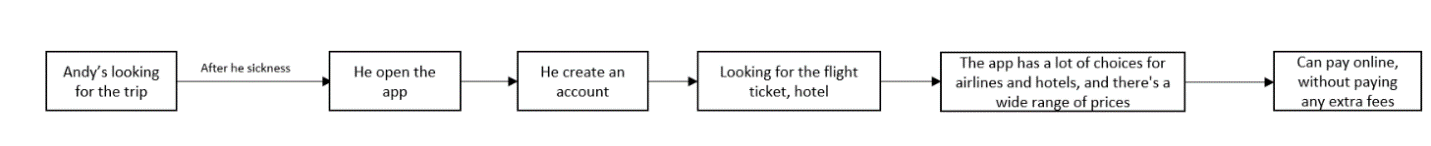 Andy's looking
for the trip
After he sickness
He open the
app
He create an
account
Looking for the flight
ticket, hotel
The app has a lot of choices for
airlines and hotels, and there's a
wide range of prices
Can pay online,
without paying
any extra fees